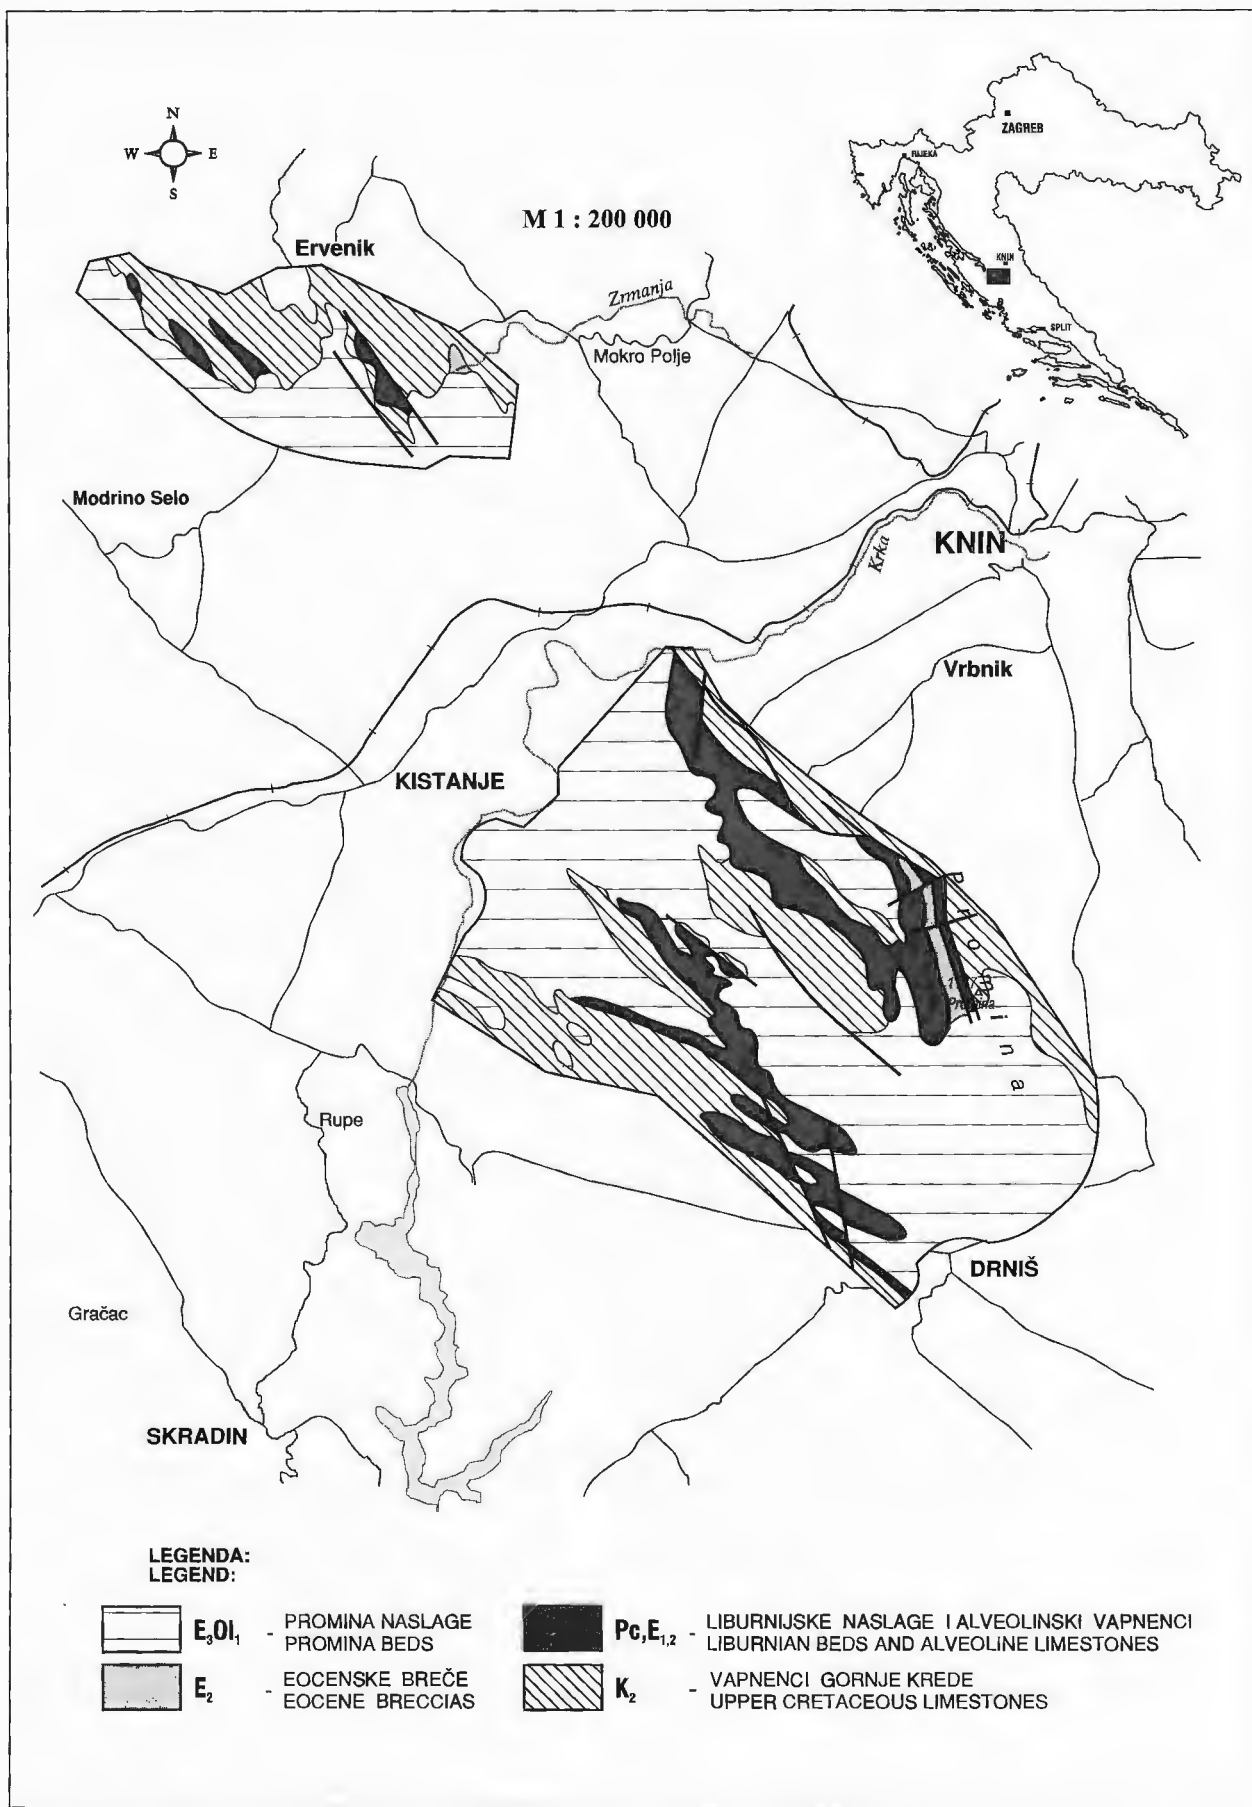 N
W E
S
M 1 : 200 000
ZAGREB
RIJEKA
KNIN
SPLIT
Ervenik
Zrmanja
Mokro Polje
Modrino Selo
KNIN
Krka
Vrbnik
KISTANJE
Promina
Promina
Rupe
DRNIŠ
Gračac
SKRADIN
LEGENDA:
LEGEND:
E₃Ol₁ - PROMINA NASLAGE
PROMINA BEDS
E₂ - EOCENSKE BREČE
EOCENE BRECCIAS
Pc,E₁,₂ - LIBURNIJSKE NASLAGE I ALVEOLINSKI VAPNENCI
LIBURNIAN BEDS AND ALVEOLINE LIMESTONES
K₂ - VAPNENCI GORNJE KREDE
UPPER CRETACEOUS LIMESTONES